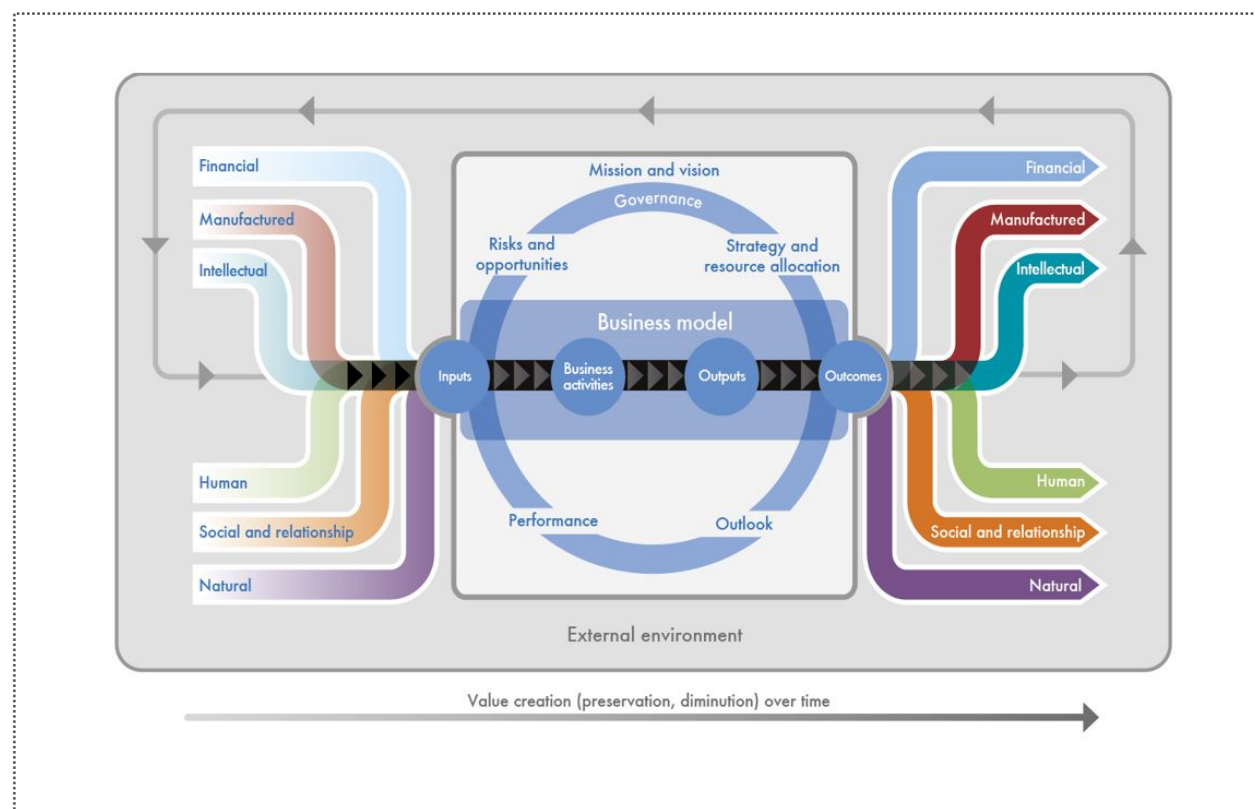 Financial
Manufactured
Intellectual
Human
Social and relationship
Natural
Mission and vision
Governance
Risks and
opportunities
Strategy and
resource allocation
Business model
Inputs
Business
activities
Outputs
Outcomes
Performance
Outlook
Financial
Manufactured
Intellectual
Human
Social and relationship
Natural
External environment
Value creation (preservation, diminution) over time